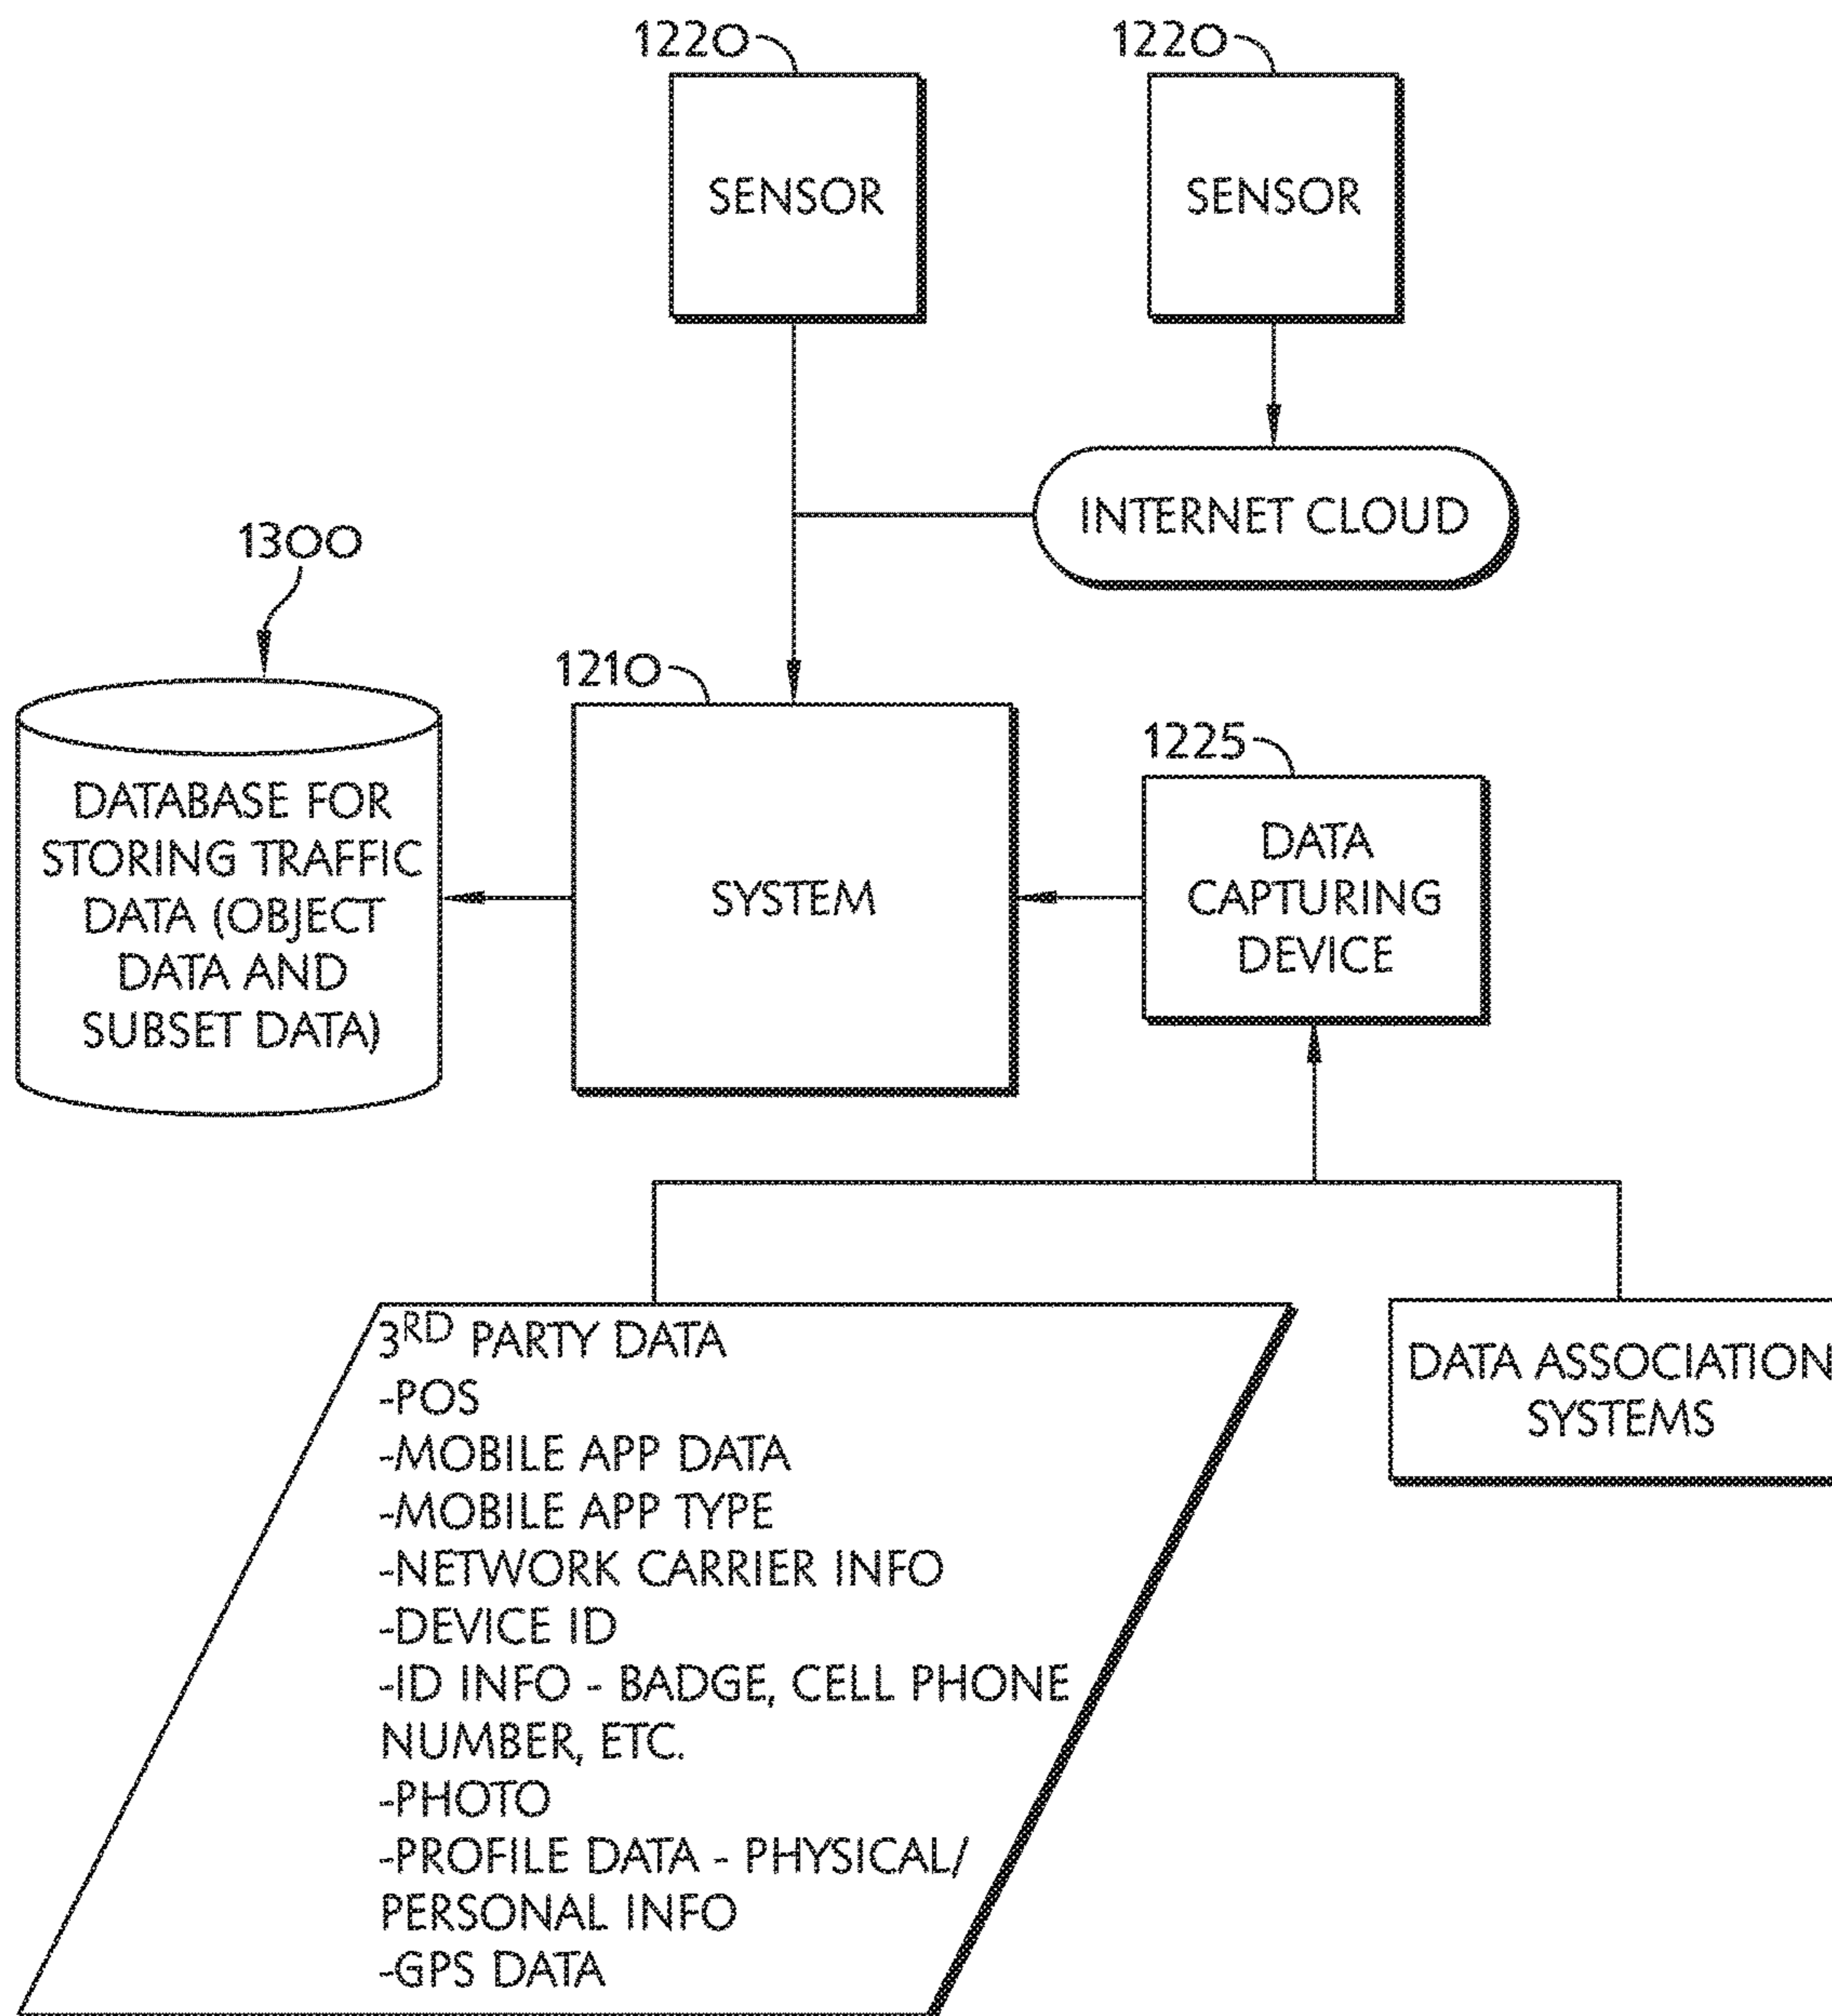 1220
1220
SENSOR
SENSOR
INTERNET CLOUD
1300
1210
1225
DATABASE FOR
STORING TRAFFIC
DATA (OBJECT
DATA AND
SUBSET DATA)
SYSTEM
DATA
CAPTURING
DEVICE
3RD PARTY DATA
-POS
-MOBILE APP DATA
-MOBILE APP TYPE
-NETWORK CARRIER INFO
-DEVICE ID
-ID INFO - BADGE, CELL PHONE
NUMBER, ETC.
-PHOTO
-PROFILE DATA - PHYSICAL/
PERSONAL INFO
-GPS DATA
DATA ASSOCIATION
SYSTEMS